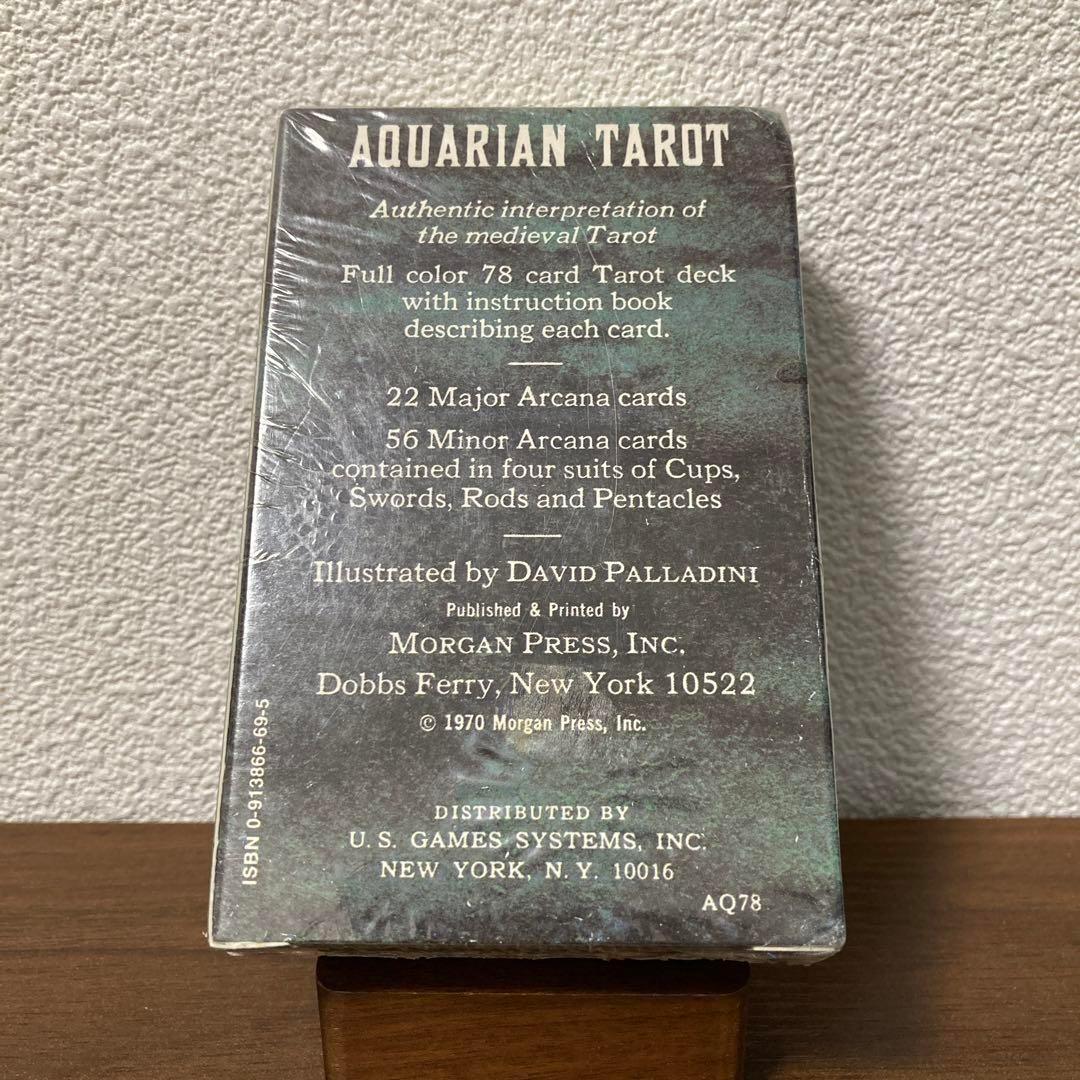 AQUARIAN TAROT
Authentic interpretation of
the medieval Tarot
Full color 78 card Tarot deck
with instruction book
describing each card.
22 Major Arcana cards
56 Minor Arcana cards
contained in four suits of Cups,
Swords, Rods and Pentacles
Illustrated by DAVID PALLADINI
Published & Printed by
MORGAN PRESS, INC.
Dobbs Ferry, New York 10522
© 1970 Morgan Press, Inc.
ISBN 0-913866-69-5
DISTRIBUTED BY
U. S. GAMES SYSTEMS, INC.
NEW YORK, N. Y. 10016
AQ78